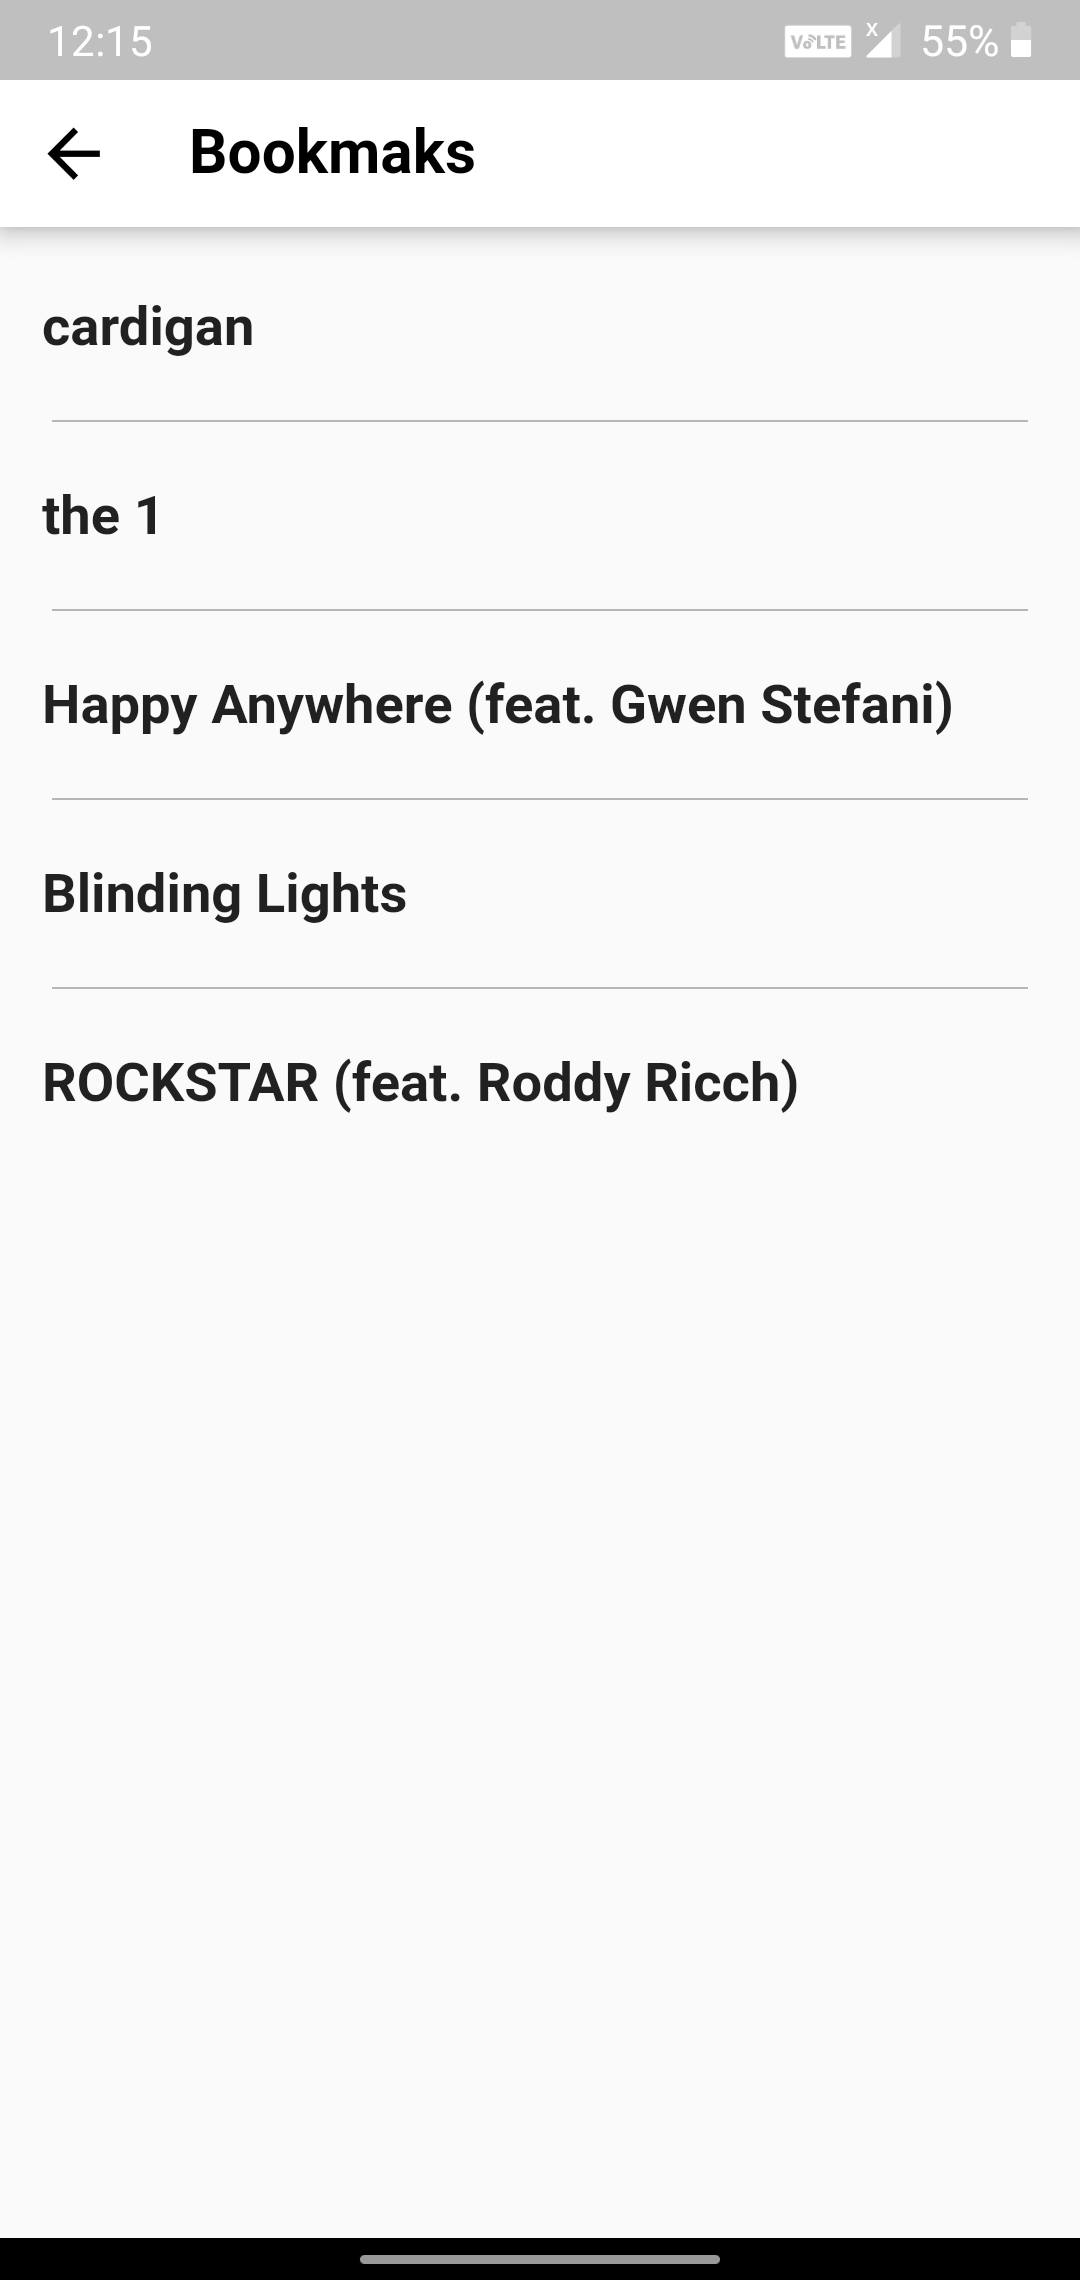 12:15 VoLTE x 55%
Bookmaks
cardigan
the 1
Happy Anywhere (feat. Gwen Stefani)
Blinding Lights
ROCKSTAR (feat. Roddy Ricch)